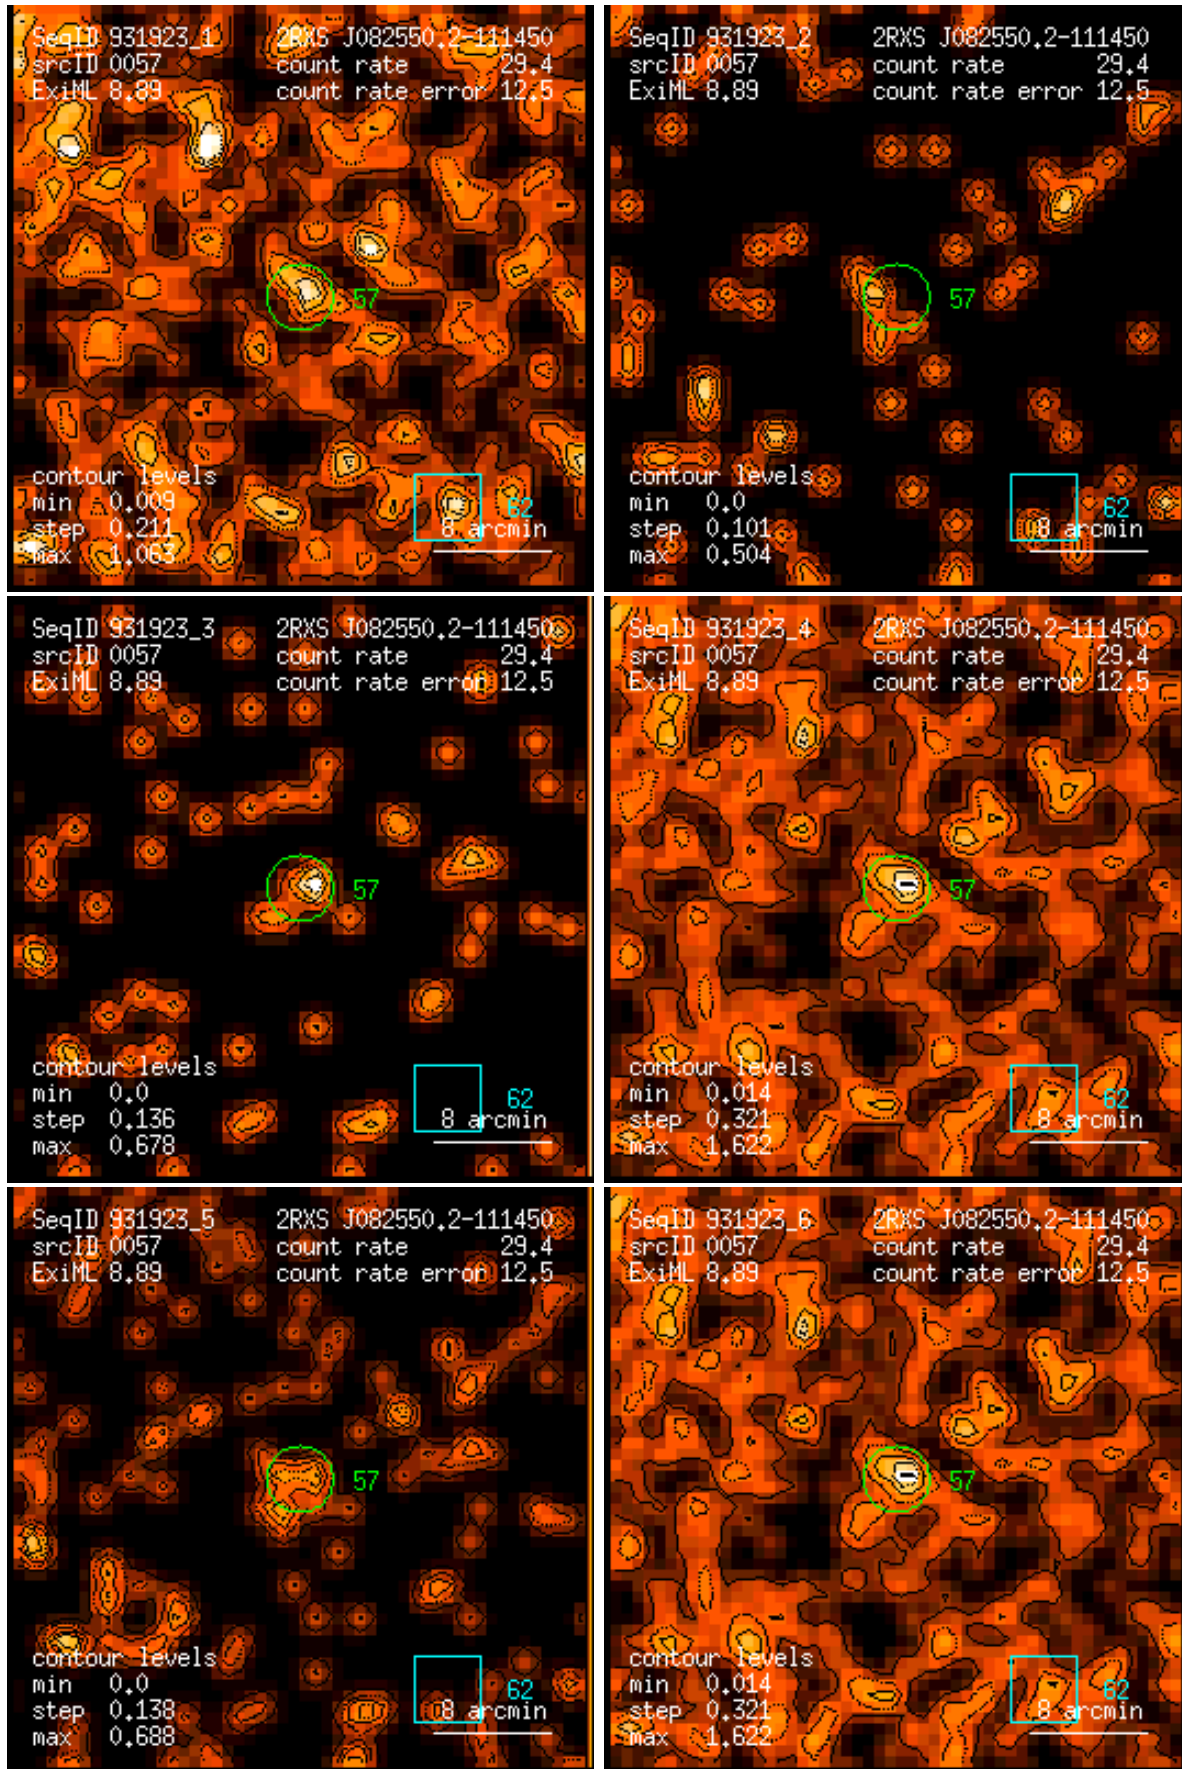 SeqID 931923_1 2RXS J082550.2-111450
srcID 0057 count rate 29.4
ExiML 8.89 count rate error 12.5
57
contour levels
min 0.009
step 0.211
max 1.063
62
8 arcmin
SeqID 931923_2 2RXS J082550.2-111450
srcID 0057 count rate 29.4
ExiML 8.89 count rate error 12.5
57
contour levels
min 0.0
step 0.101
max 0.504
62
8 arcmin
SeqID 931923_3 2RXS J082550.2-111450
srcID 0057 count rate 29.4
ExiML 8.89 count rate error 12.5
57
contour levels
min 0.0
step 0.136
max 0.678
62
8 arcmin
SeqID 931923_4 2RXS J082550.2-111450
srcID 0057 count rate 29.4
ExiML 8.89 count rate error 12.5
57
contour levels
min 0.014
step 0.321
max 1.622
62
8 arcmin
SeqID 931923_5 2RXS J082550.2-111450
srcID 0057 count rate 29.4
ExiML 8.89 count rate error 12.5
57
contour levels
min 0.0
step 0.138
max 0.688
62
8 arcmin
SeqID 931923_6 2RXS J082550.2-111450
srcID 0057 count rate 29.4
ExiML 8.89 count rate error 12.5
57
contour levels
min 0.014
step 0.321
max 1.622
62
8 arcmin